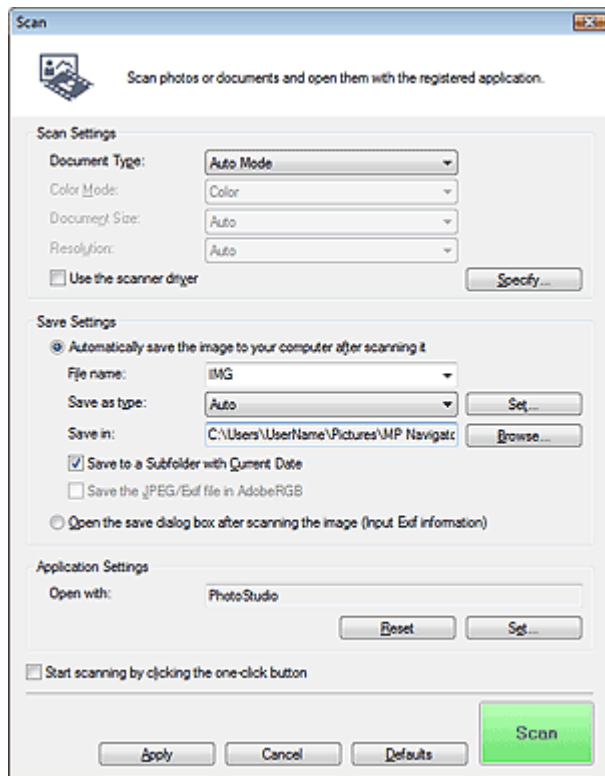 Scan
Scan photos or documents and open them with the registered application.
Scan Settings
Document Type: Auto Mode
Color Mode: Color
Document Size: Auto
Resolution: Auto
Use the scanner driver Specify...
Save Settings
Automatically save the image to your computer after scanning it
File name: IMG
Save as type: Auto Set...
Save in: C:\Users\UserName\Pictures\MP Navigato Browse...
Save to a Subfolder with Current Date
Save the JPEG/Exif file in AdobeRGB
Open the save dialog box after scanning the image (Input Exif information)
Application Settings
Open with: PhotoStudio
Reset Set...
Start scanning by clicking the one-click button
Scan
Apply Cancel Defaults